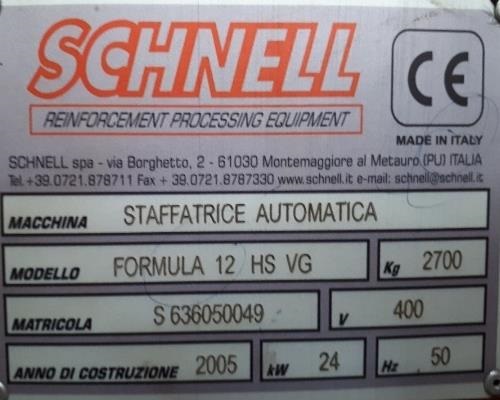 SCHNELL
REINFORCEMENT PROCESSING EQUIPMENT
CE
MADE IN ITALY
SCHNELL spa - via Borghetto, 2 - 61030 Montemaggiore al Metauro (PU) ITALIA
Tel. +39.0721.878711 Fax + 39.0721.8787330 www.schnell.it e-mail: schnell@schnell.it
MACCHINA STAFFATRICE AUTOMATICA
MODELLO FORMULA 12 HS VG Kg 2700
MATRICOLA S 636050049 V 400
ANNO DI COSTRUZIONE 2005 kW 24 Hz 50